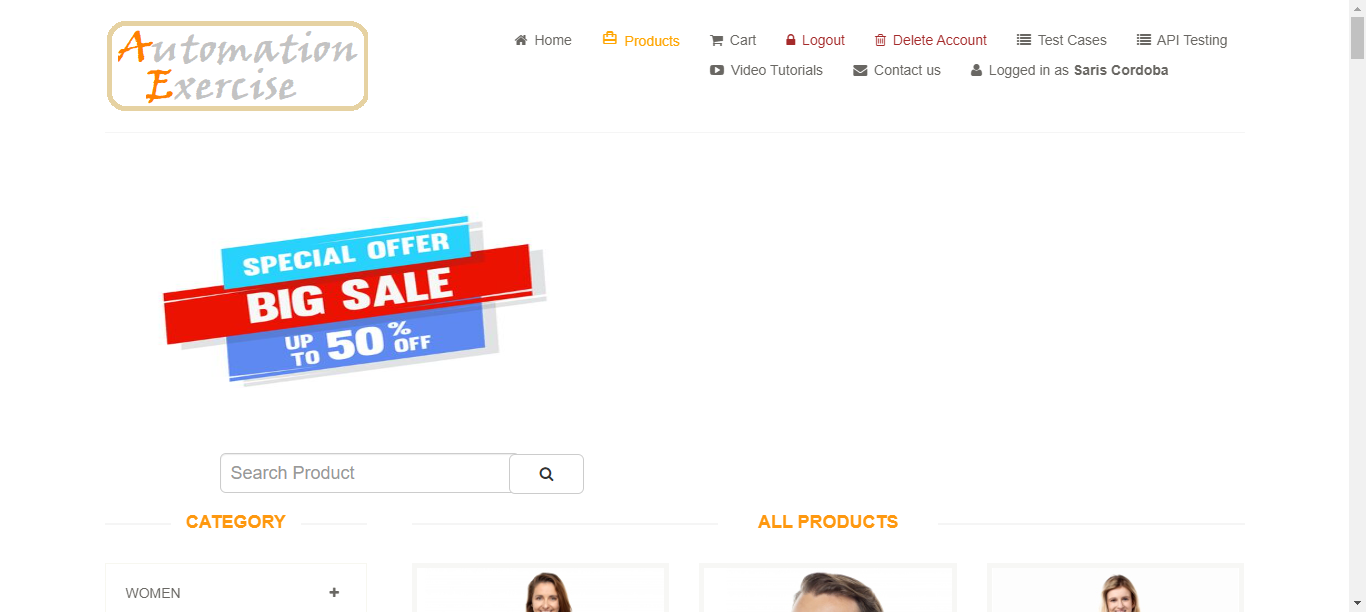 Automation
Exercise
Home Products Cart Logout Delete Account Test Cases API Testing
Video Tutorials Contact us Logged in as Saris Cordoba
SPECIAL OFFER
BIG SALE
UP TO 50% OFF
Search Product
CATEGORY
ALL PRODUCTS
WOMEN +